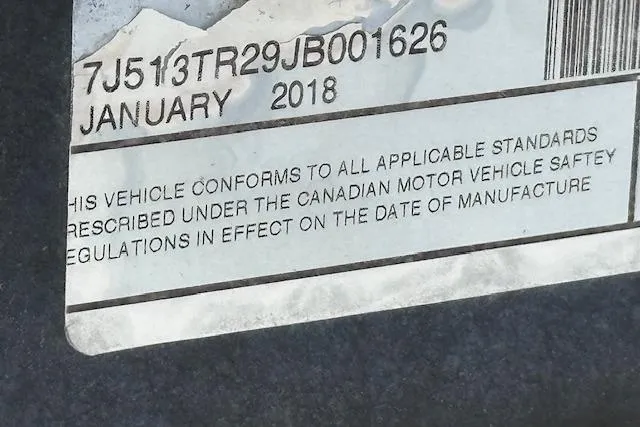 7J513TR29JB001626
JANUARY 2018
HIS VEHICLE CONFORMS TO ALL APPLICABLE STANDARDS
RESCRIBED UNDER THE CANADIAN MOTOR VEHICLE SAFTEY
EGULATIONS IN EFFECT ON THE DATE OF MANUFACTURE